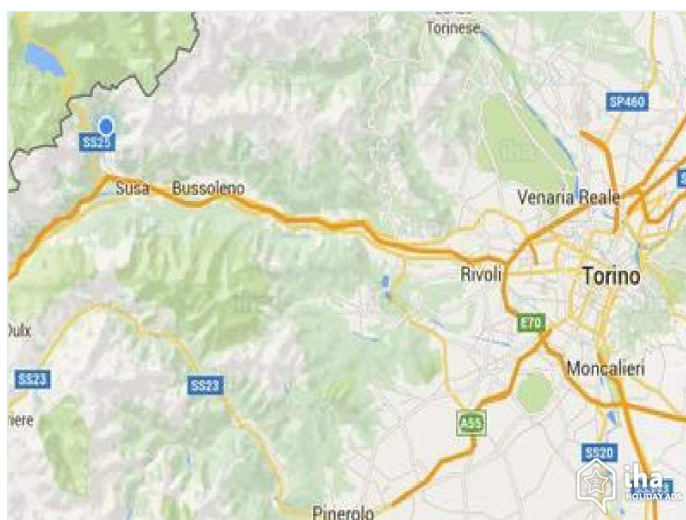 Torinese
SP460
SS25
Susa
Bussoleno
Venaria Reale
Rivoli
Torino
E70
SS23
SS23
Moncalieri
A55
SS20
Pinerolo
iha
HOLIDAY ADS